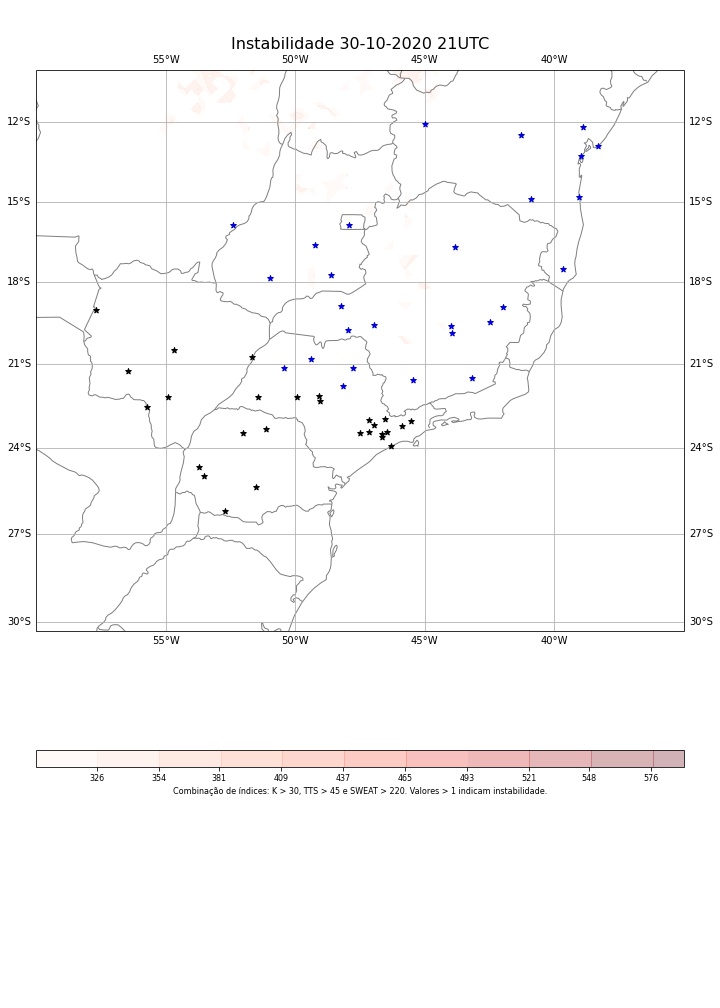 Instabilidade 30-10-2020 21UTC
55°W 50°W 45°W 40°W
12°S 12°S
15°S 15°S
18°S 18°S
21°S 21°S
24°S 24°S
27°S 27°S
30°S 30°S
55°W 50°W 45°W 40°W
326 354 381 409 437 465 493 521 548 576
Combinação de índices: K > 30, TTS > 45 e SWEAT > 220. Valores > 1 indicam instabilidade.